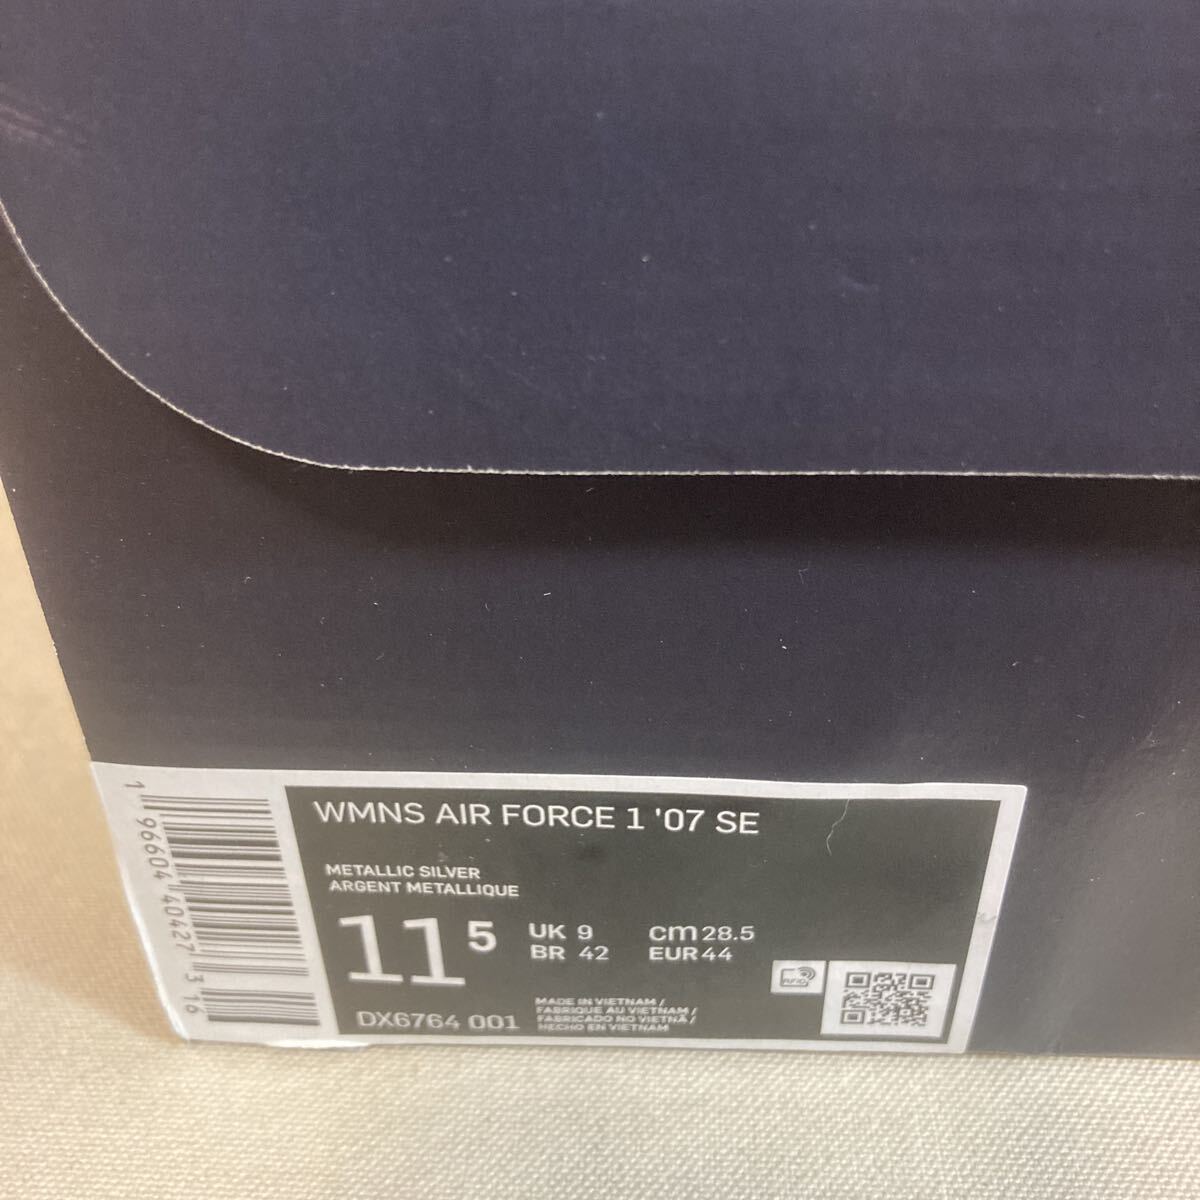 WMNS AIR FORCE 1 '07 SE
METALLIC SILVER
ARGENT METALLIQUE
11 5
UK 9
BR 42
cm 28.5
EUR 44
DX6764 001
MADE IN VIETNAM /
FABRIQUE AU VIETNAM /
FABRICADO NO VIETNÃ /
HECHO EN VIETNAM
RFID
1 96604 40427 316